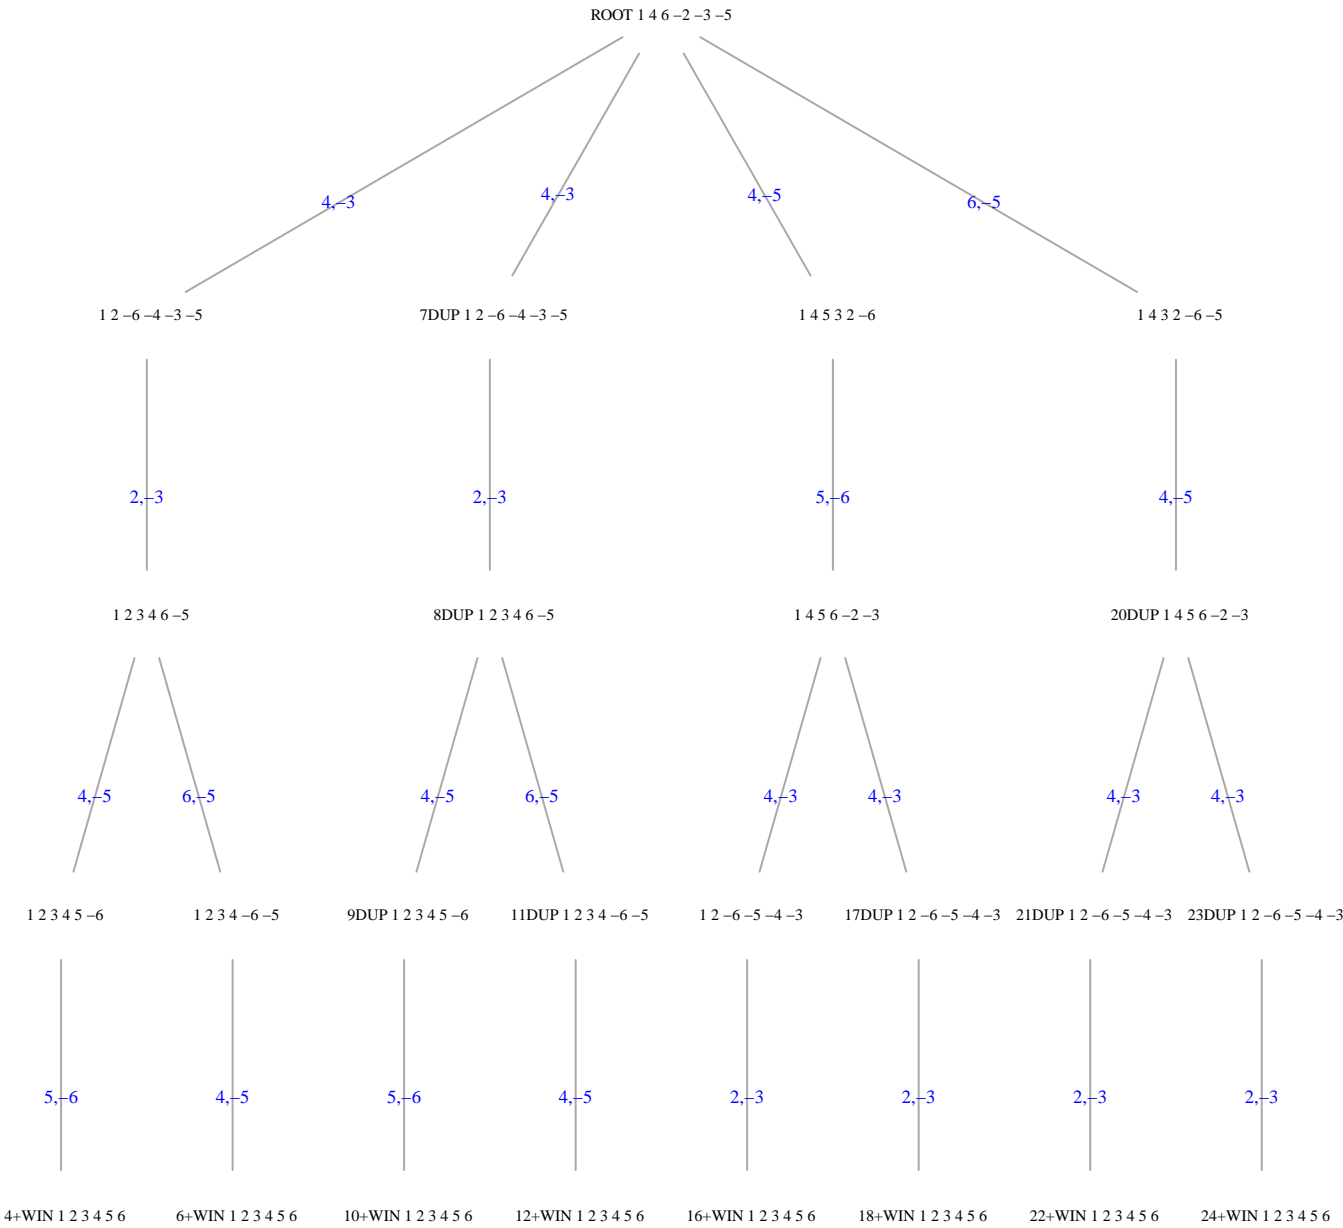 ROOT 1 4 6 −2 −3 −5
4,−3
4,−3
4,−5
6,−5
1 2 −6 −4 −3 −5
7DUP 1 2 −6 −4 −3 −5
1 4 5 3 2 −6
1 4 3 2 −6 −5
2,−3
2,−3
5,−6
4,−5
1 2 3 4 6 −5
8DUP 1 2 3 4 6 −5
1 4 5 6 −2 −3
20DUP 1 4 5 6 −2 −3
4,−5
6,−5
4,−5
6,−5
4,−3
4,−3
4,−3
4,−3
1 2 3 4 5 −6
1 2 3 4 −6 −5
9DUP 1 2 3 4 5 −6
11DUP 1 2 3 4 −6 −5
1 2 −6 −5 −4 −3
17DUP 1 2 −6 −5 −4 −3
21DUP 1 2 −6 −5 −4 −3
23DUP 1 2 −6 −5 −4 −3
5,−6
4,−5
5,−6
4,−5
2,−3
2,−3
2,−3
2,−3
4+WIN 1 2 3 4 5 6
6+WIN 1 2 3 4 5 6
10+WIN 1 2 3 4 5 6
12+WIN 1 2 3 4 5 6
16+WIN 1 2 3 4 5 6
18+WIN 1 2 3 4 5 6
22+WIN 1 2 3 4 5 6
24+WIN 1 2 3 4 5 6